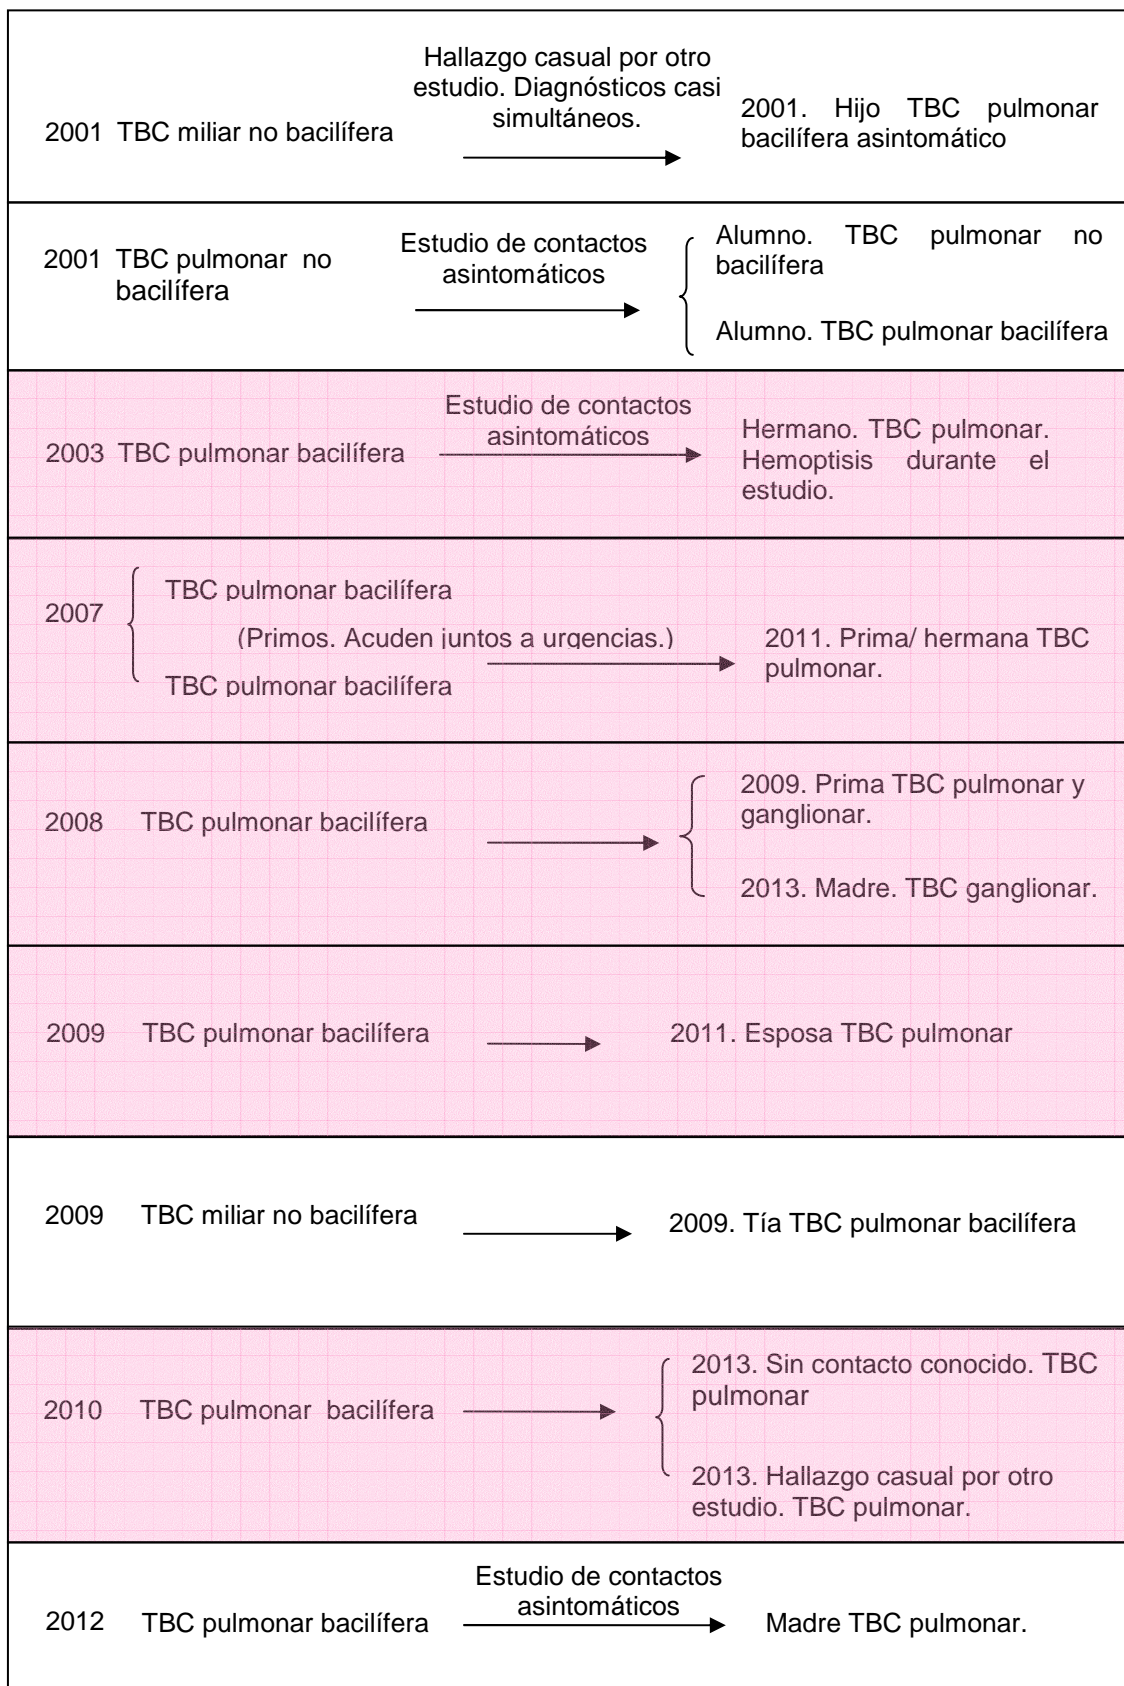 Hallazgo casual por otro
estudio. Diagnósticos casi
simultáneos.
2001 TBC miliar no bacilífera
2001. Hijo TBC pulmonar
bacilífera asintomático
2001 TBC pulmonar no
bacilífera
Estudio de contactos
asintomáticos
Alumno. TBC pulmonar no
bacilífera
Alumno. TBC pulmonar bacilífera
2003 TBC pulmonar bacilífera
Estudio de contactos
asintomáticos
Hermano. TBC pulmonar.
Hemoptisis durante el
estudio.
2007
TBC pulmonar bacilífera
(Primos. Acuden juntos a urgencias.)
TBC pulmonar bacilífera
2011. Prima/ hermana TBC
pulmonar.
2008 TBC pulmonar bacilífera
2009. Prima TBC pulmonar y
ganglionar.
2013. Madre. TBC ganglionar.
2009 TBC pulmonar bacilífera
2011. Esposa TBC pulmonar
2009 TBC miliar no bacilífera
2009. Tía TBC pulmonar bacilífera
2010 TBC pulmonar bacilífera
2013. Sin contacto conocido. TBC
pulmonar
2013. Hallazgo casual por otro
estudio. TBC pulmonar.
2012 TBC pulmonar bacilífera
Estudio de contactos
asintomáticos
Madre TBC pulmonar.